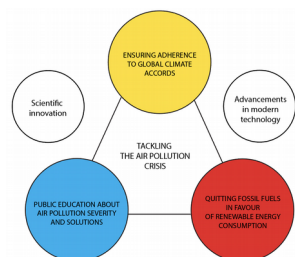 ENSURING ADHERENCE
TO GLOBAL CLIMATE
ACCORDS
Scientific
innovation
Advancements
in modern
technology
TACKLING
THE AIR POLLUTION
CRISIS
PUBLIC EDUCATION ABOUT
AIR POLLUTION SEVERITY
AND SOLUTIONS
QUITTING FOSSIL FUELS
IN FAVOUR
OF RENEWABLE ENERGY
CONSUMPTION